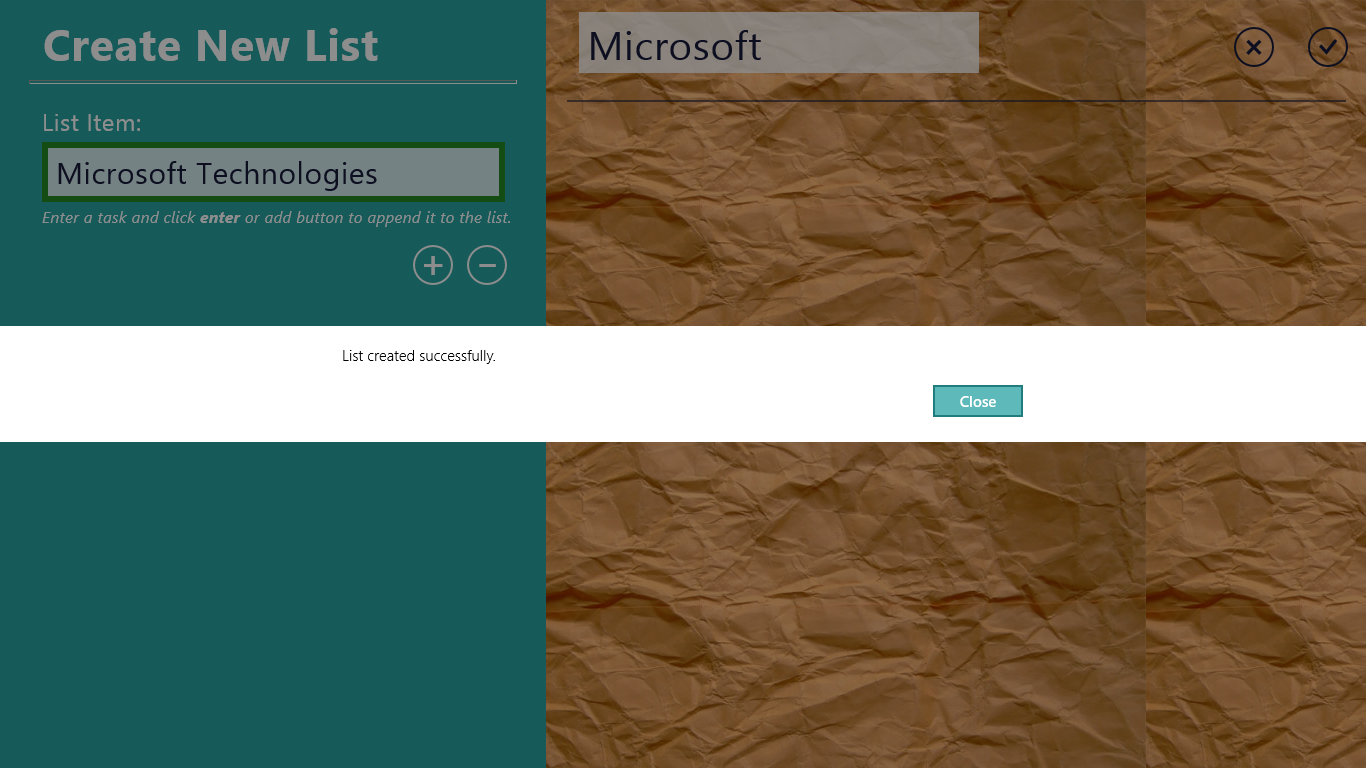 Create New List
Microsoft
List Item:
Microsoft Technologies
Enter a task and click enter or add button to append it to the list.
List created successfully.
Close